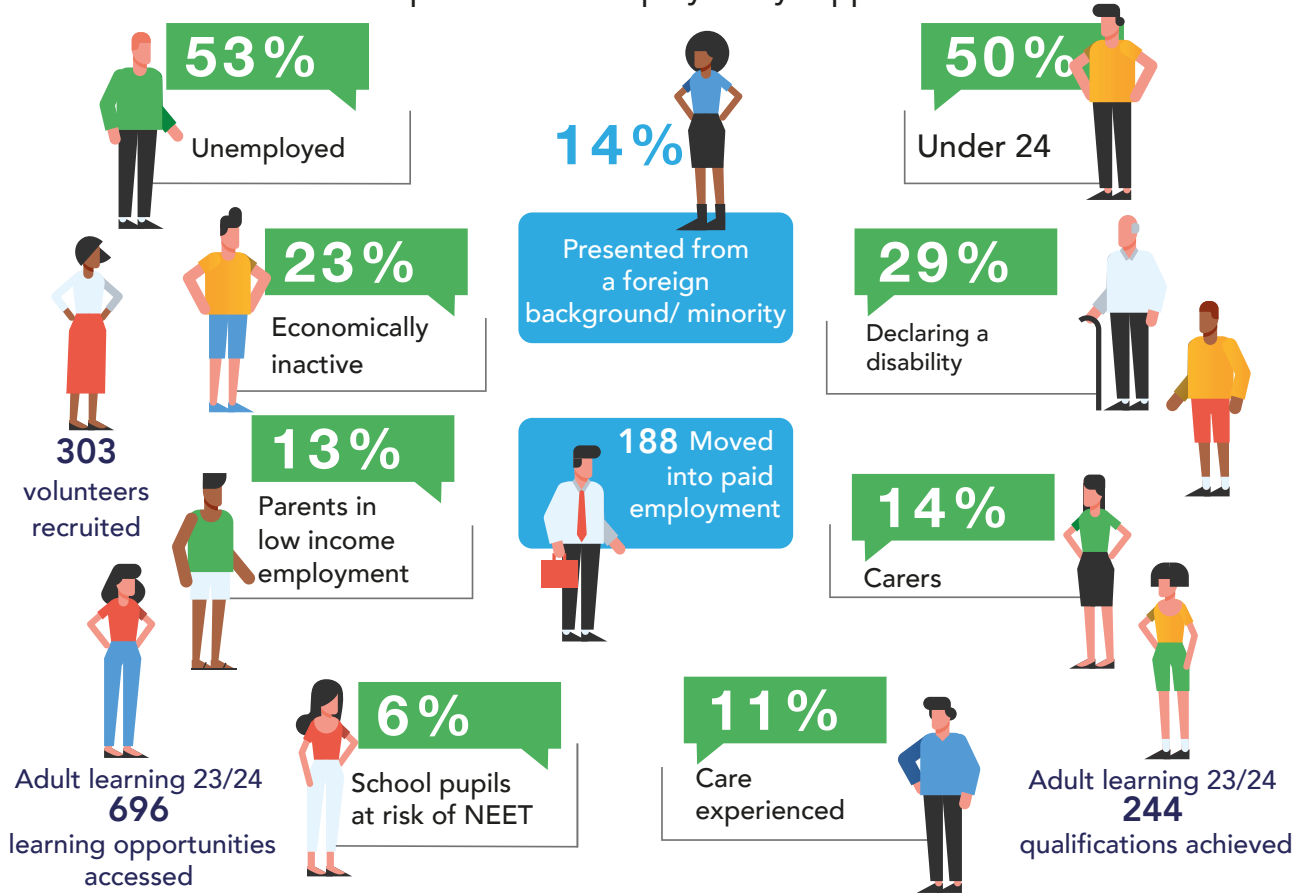 53%
Unemployed
14%
Presented from
a foreign
background/ minority
50%
Under 24
23%
Economically
inactive
29%
Declaring a
disability
303
volunteers
recruited
13%
Parents in
low income
employment
188 Moved
into paid
employment
14%
Carers
6%
School pupils
at risk of NEET
11%
Care
experienced
Adult learning 23/24
696
learning opportunities
accessed
Adult learning 23/24
244
qualifications achieved